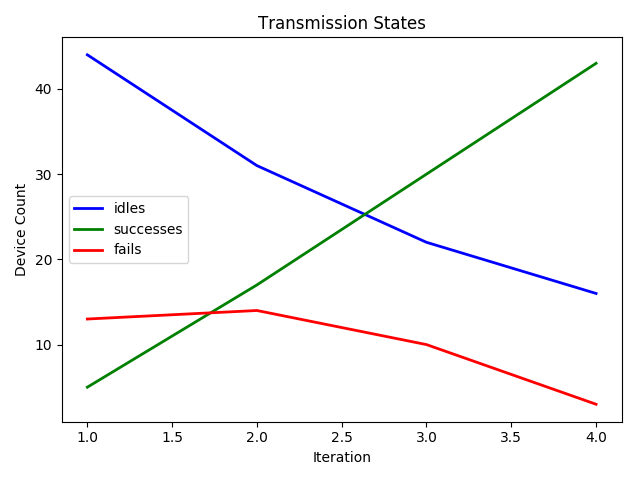 Transmission States
Device Count
40
30
20
10
idles
successes
fails
1.0 1.5 2.0 2.5 3.0 3.5 4.0
Iteration